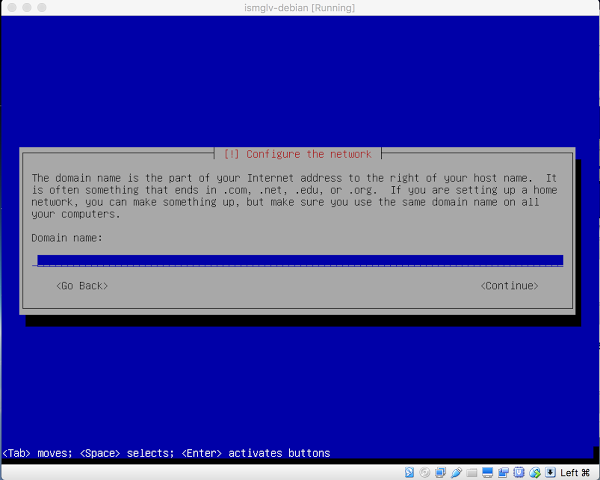 ismglv-debian [Running]
[!] Configure the network
The domain name is the part of your Internet address to the right of your host name.  It
is often something that ends in .com, .net, .edu, or .org.  If you are setting up a home
network, you can make something up, but make sure you use the same domain name on all
your computers.
Domain name:
<Go Back> <Continue>
<Tab> moves; <Space> selects; <Enter> activates buttons
Left ⌘